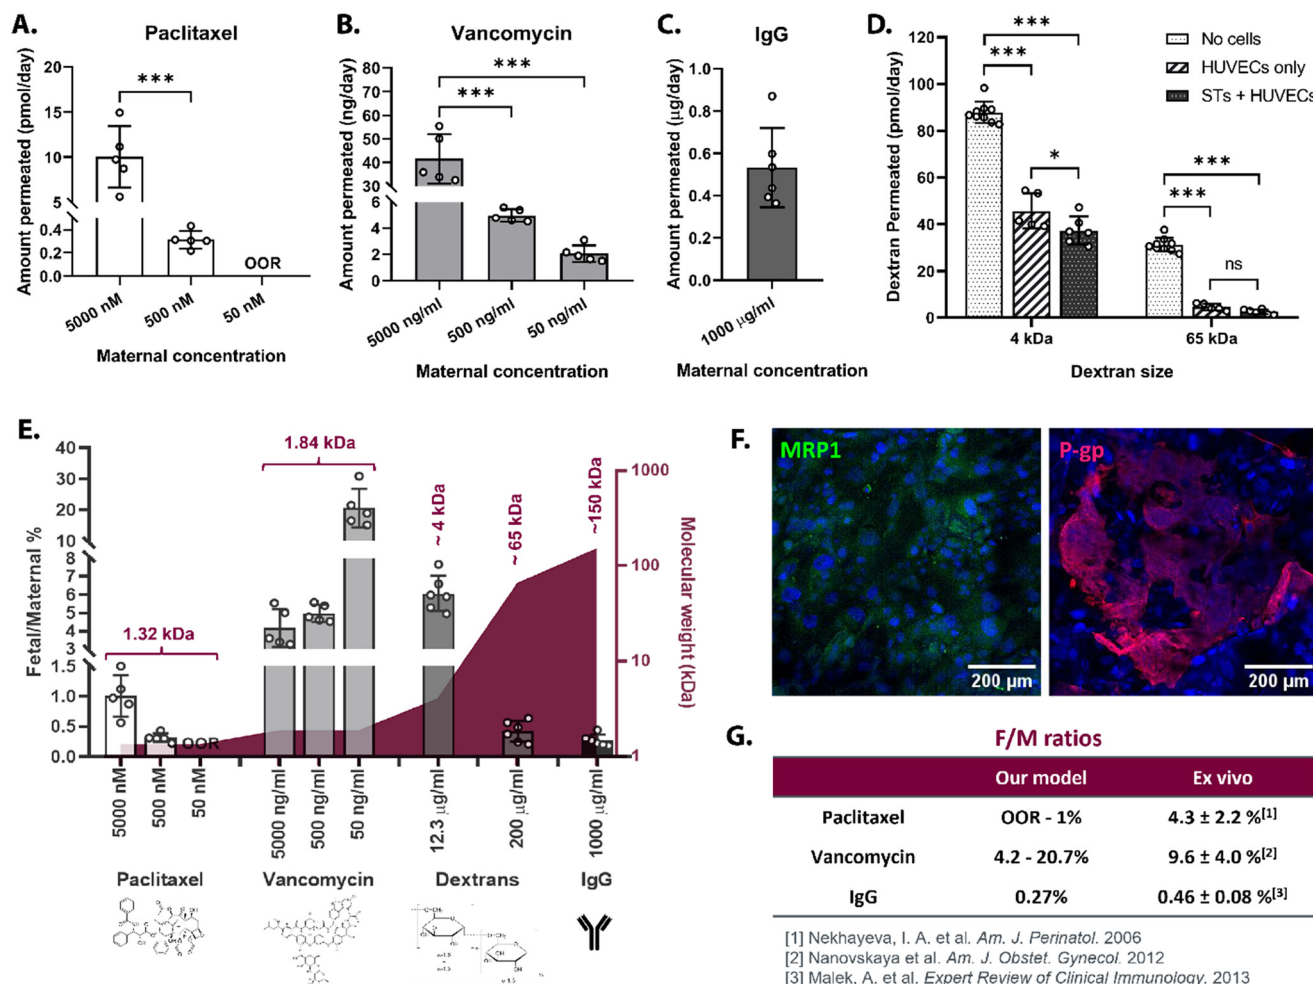 A.
Paclitaxel
Amount permeated (pmol/day)
20
15
10
5
0.4
0.2
0.0
***
OOR
5000 nM
500 nM
50 nM
Maternal concentration
B.
Vancomycin
Amount permeated (ng/day)
80
70
60
50
40
30
6
4
2
0
***
***
5000 ng/ml
500 ng/ml
50 ng/ml
Maternal concentration
C.
IgG
Amount permeated (µg/day)
1.0
0.8
0.6
0.4
0.2
0.0
1000 µg/ml
Maternal concentration
D.
Dextran Permeated (pmol/day)
120
100
80
60
40
20
0
***
***
*
***
***
ns
No cells
HUVECs only
STs + HUVECs
4 kDa
65 kDa
Dextran size
E.
Fetal/Maternal %
40
30
20
10
8
7
6
5
4
3
1.5
1.0
0.5
0.0
1.32 kDa
1.84 kDa
~ 4 kDa
~ 65 kDa
~150 kDa
OOR
1000
100
10
1
Molecular weight (kDa)
5000 nM
500 nM
50 nM
5000 ng/ml
500 ng/ml
50 ng/ml
12.3 µg/ml
200 µg/ml
1000 µg/ml
Paclitaxel
Vancomycin
Dextrans
IgG
F.
MRP1
200 µm
P-gp
200 µm
G.
F/M ratios
Our model Ex vivo
Paclitaxel OOR - 1% 4.3 ± 2.2 %[1]
Vancomycin 4.2 - 20.7% 9.6 ± 4.0 %[2]
IgG 0.27% 0.46 ± 0.08 %[3]
[1] Nekhayeva, I. A. et al. Am. J. Perinatol. 2006
[2] Nanovskaya et al. Am. J. Obstet. Gynecol. 2012
[3] Malek, A. et al. Expert Review of Clinical Immunology. 2013